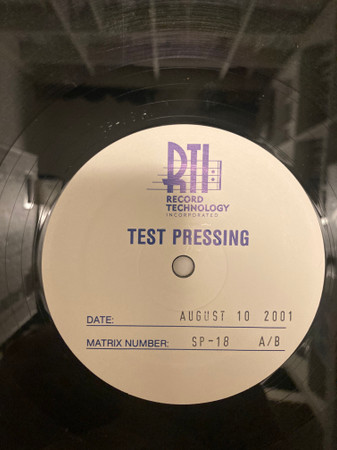 RTI
RECORD
TECHNOLOGY
INCORPORATED
TEST PRESSING
DATE: AUGUST 10 2001
MATRIX NUMBER: SP-18 A/B